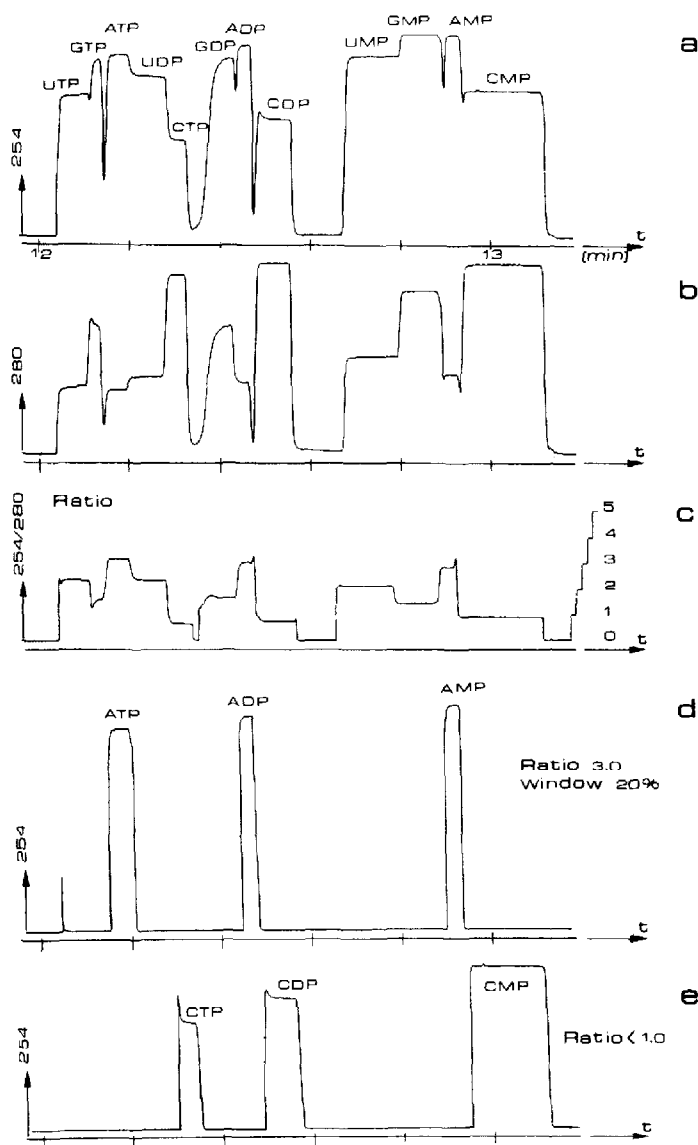 a
ATP
ADP
GMP
AMP
GTP
GDP
UMP
UTP
UDP
CMP
CTP
CDP
254
12
13
t
[min]
b
280
t
Ratio
c
254/280
5
4
3
2
1
0
t
d
ATP
ADP
AMP
Ratio 3.0
Window 20%
254
t
e
CTP
CDP
CMP
Ratio < 1.0
254
t